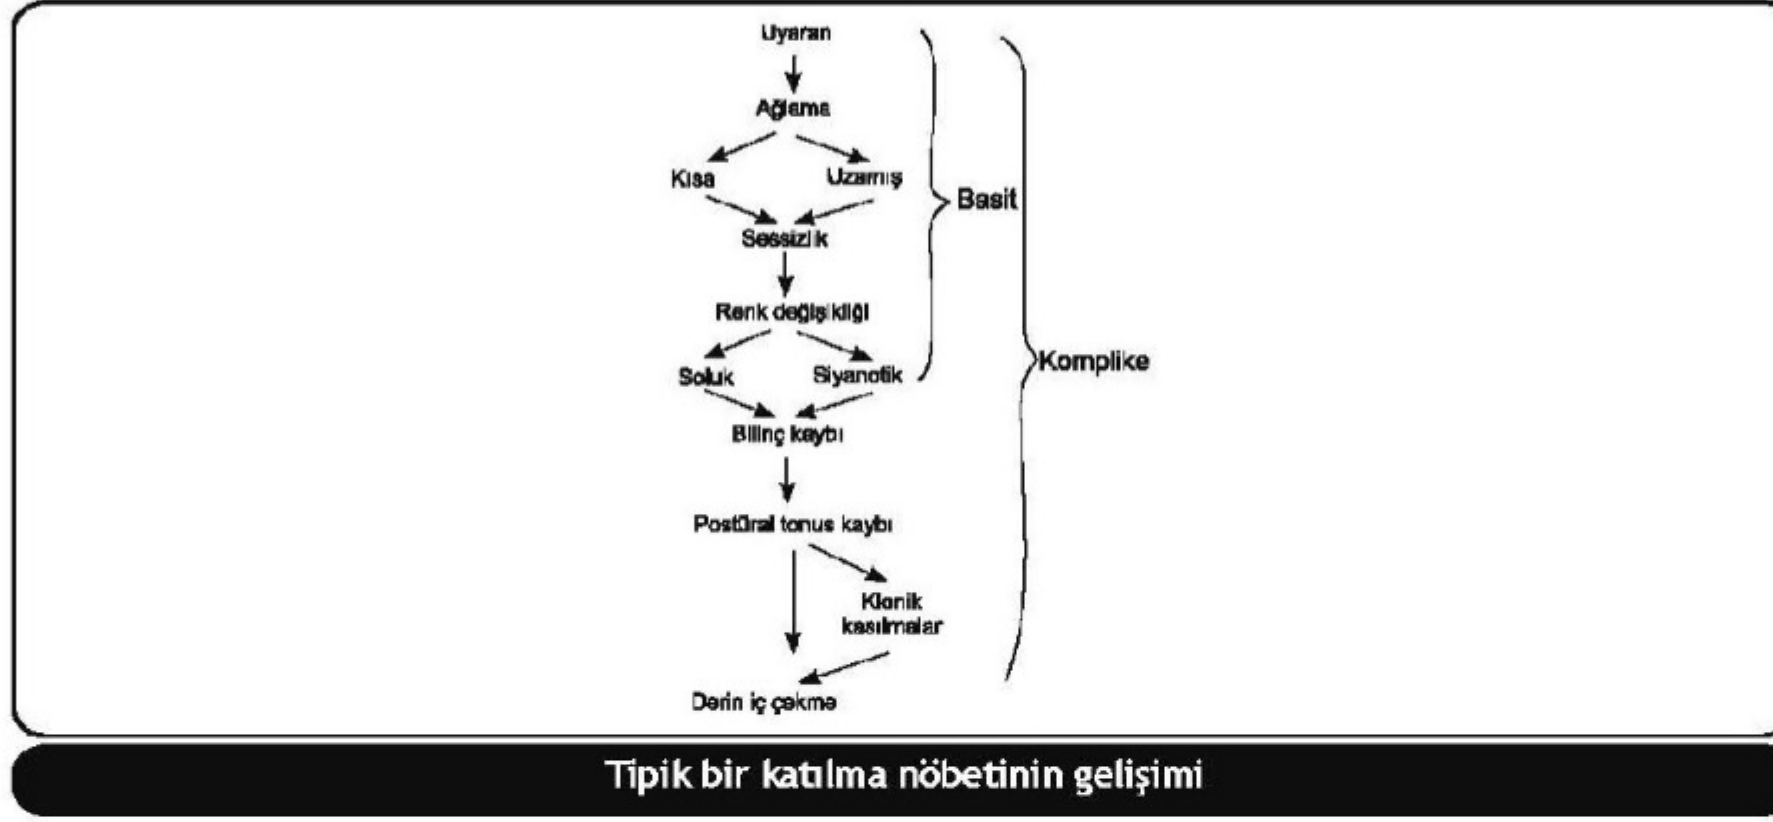 Uyaran
Ağlama
Kısa Uzamış
Basit
Sessizlik
Renk değişikliği
Soluk Siyanotik
Komplike
Bilinç kaybı
Postüral tonus kaybı
Klonik
kasılmalar
Derin iç çekme
Tipik bir katılma nöbetinin gelişimi